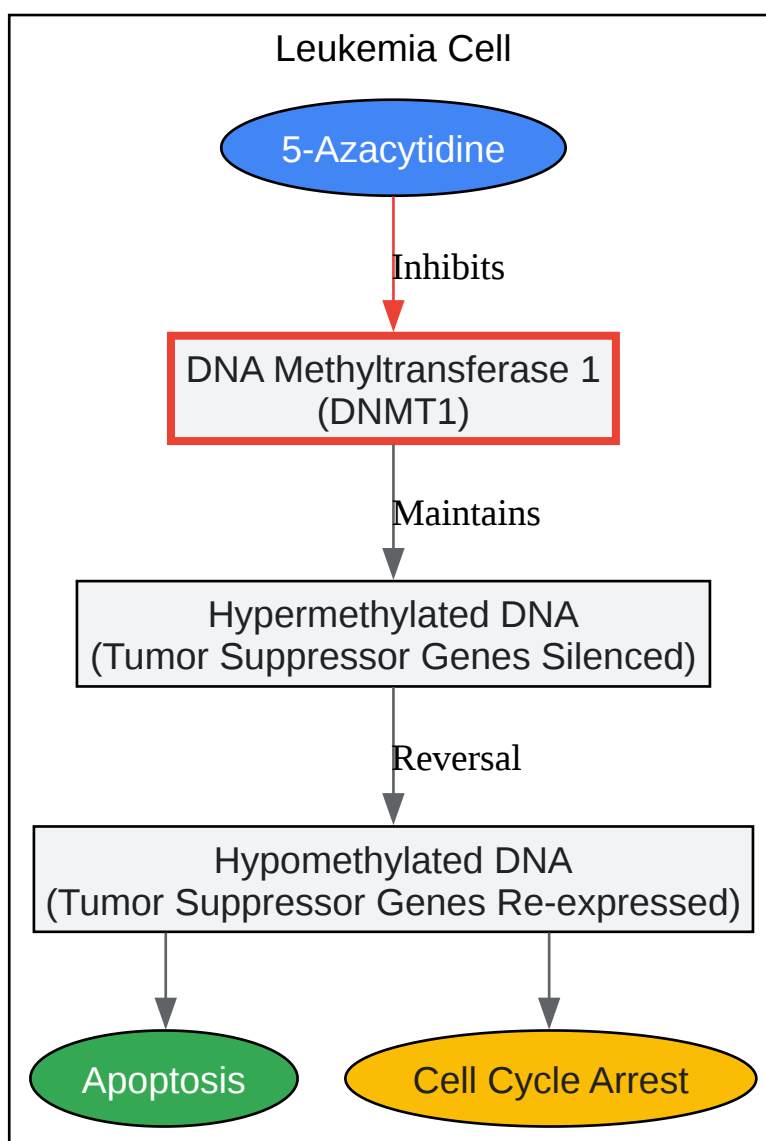 Leukemia Cell
5-Azacytidine
Inhibits
DNA Methyltransferase 1
(DNMT1)
Maintains
Hypermethylated DNA
(Tumor Suppressor Genes Silenced)
Reversal
Hypomethylated DNA
(Tumor Suppressor Genes Re-expressed)
Apoptosis
Cell Cycle Arrest